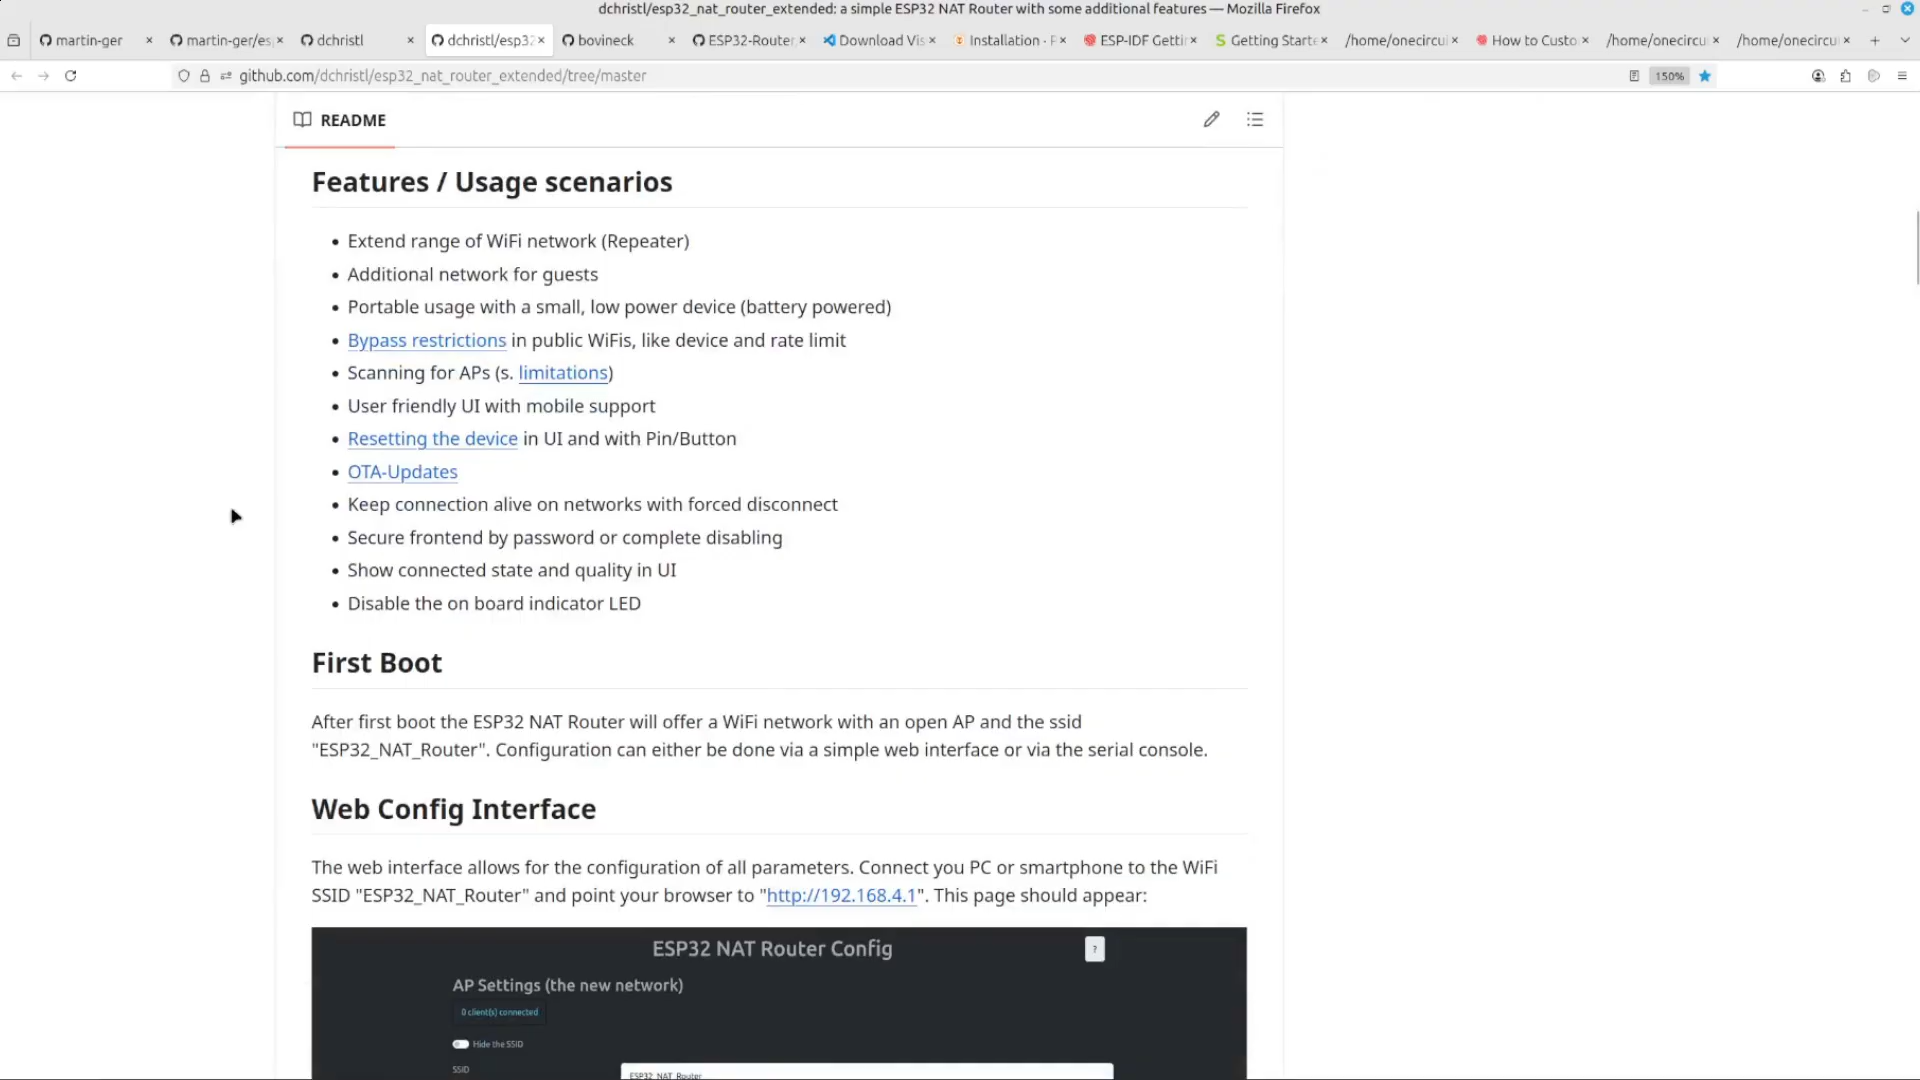 dchristl/esp32_nat_router_extended: a simple ESP32 NAT Router with some additional features — Mozilla Firefox
martin-ger
martin-ger/es
dchristl
dchristl/esp32
bovineck
ESP32-Router
Download Vis
Installation - P
ESP-IDF Gettin
Getting Starte
/home/onecircui
How to Custo
/home/onecircu
/home/onecircui
github.com/dchristl/esp32_nat_router_extended/tree/master
150%
README
Features / Usage scenarios
• Extend range of WiFi network (Repeater)
• Additional network for guests
• Portable usage with a small, low power device (battery powered)
• Bypass restrictions in public WiFis, like device and rate limit
• Scanning for APs (s. limitations)
• User friendly UI with mobile support
• Resetting the device in UI and with Pin/Button
• OTA-Updates
• Keep connection alive on networks with forced disconnect
• Secure frontend by password or complete disabling
• Show connected state and quality in UI
• Disable the on board indicator LED
First Boot
After first boot the ESP32 NAT Router will offer a WiFi network with an open AP and the ssid
"ESP32_NAT_Router". Configuration can either be done via a simple web interface or via the serial console.
Web Config Interface
The web interface allows for the configuration of all parameters. Connect you PC or smartphone to the WiFi
SSID "ESP32_NAT_Router" and point your browser to "http://192.168.4.1". This page should appear:
ESP32 NAT Router Config
?
AP Settings (the new network)
0 client(s) connected
Hide the SSID
SSID
ESP32_NAT_Router